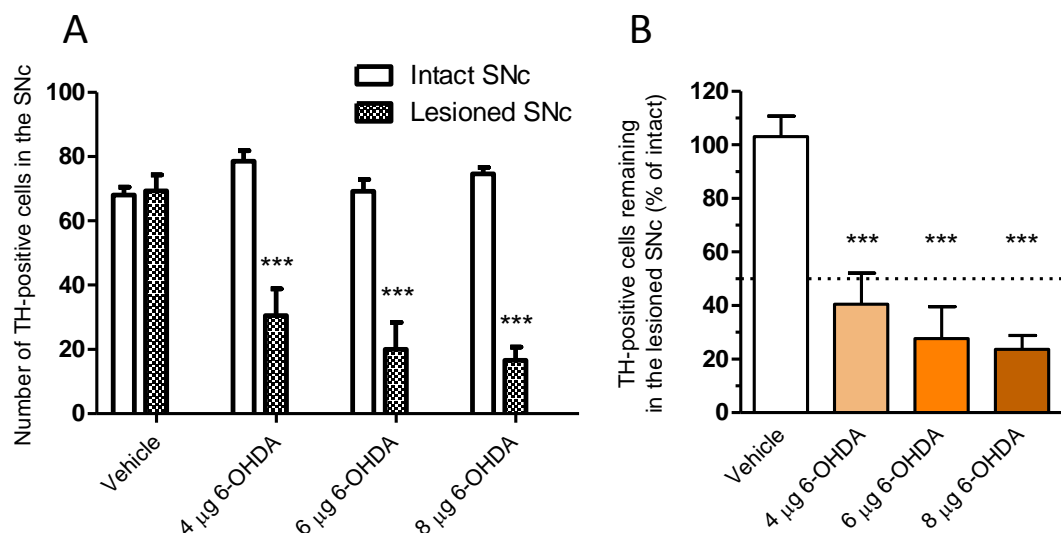 A
Intact SNc
Lesioned SNc
Number of TH-positive cells in the SNc
100
80
60
40
20
0
***
***
***
Vehicle
4 μg 6-OHDA
6 μg 6-OHDA
8 μg 6-OHDA
B
TH-positive cells remaining
in the lesioned SNc (% of intact)
120
100
80
60
40
20
0
*** *** ***
Vehicle
4 μg 6-OHDA
6 μg 6-OHDA
8 μg 6-OHDA